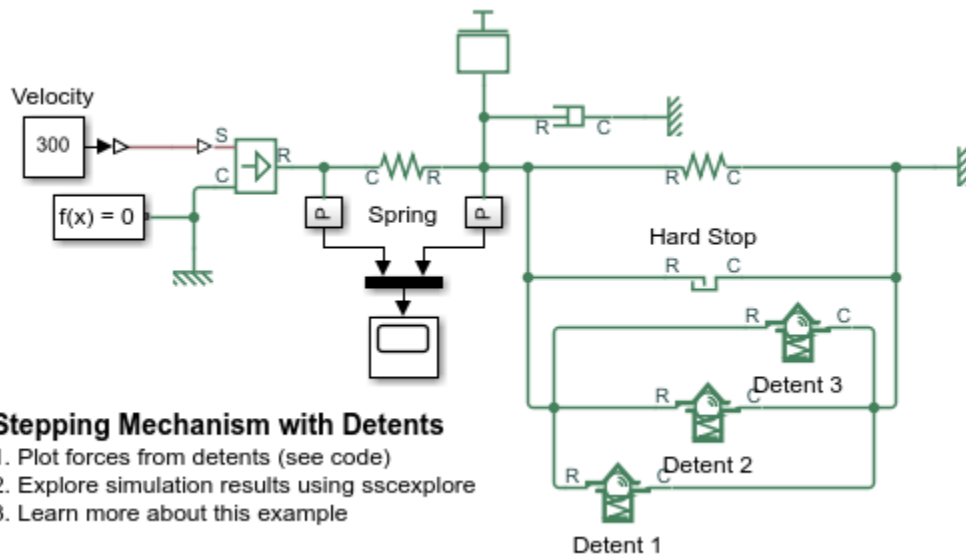 Velocity
300
S
C
R
f(x) = 0
C
R
P
Spring
P
R
C
R
C
Hard Stop
R
C
R
C
Detent 3
R
C
Detent 2
R
C
Detent 1
Stepping Mechanism with Detents
1. Plot forces from detents (see code)
2. Explore simulation results using sscexplore
3. Learn more about this example